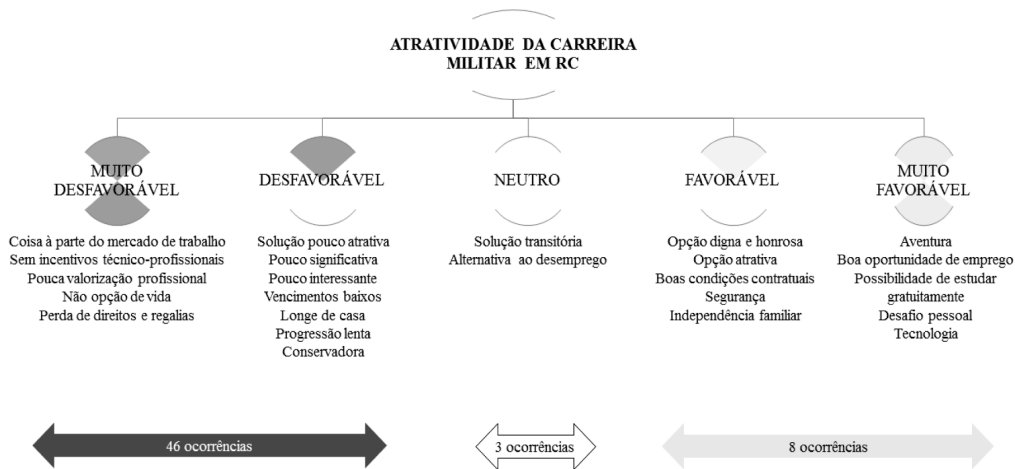 ATRATIVIDADE DA CARREIRA
MILITAR EM RC
MUITO
DESFAVORÁVEL
Coisa à parte do mercado de trabalho
Sem incentivos técnico-profissionais
Pouca valorização profissional
Não opção de vida
Perda de direitos e regalias
DESFAVORÁVEL
Solução pouco atrativa
Pouco significativa
Pouco interessante
Vencimentos baixos
Longe de casa
Progressão lenta
Conservadora
NEUTRO
Solução transitória
Alternativa ao desemprego
FAVORÁVEL
Opção digna e honrosa
Opção atrativa
Boas condições contratuais
Segurança
Independência familiar
MUITO
FAVORÁVEL
Aventura
Boa oportunidade de emprego
Possibilidade de estudar
gratuitamente
Desafio pessoal
Tecnologia
46 ocorrências
3 ocorrências
8 ocorrências